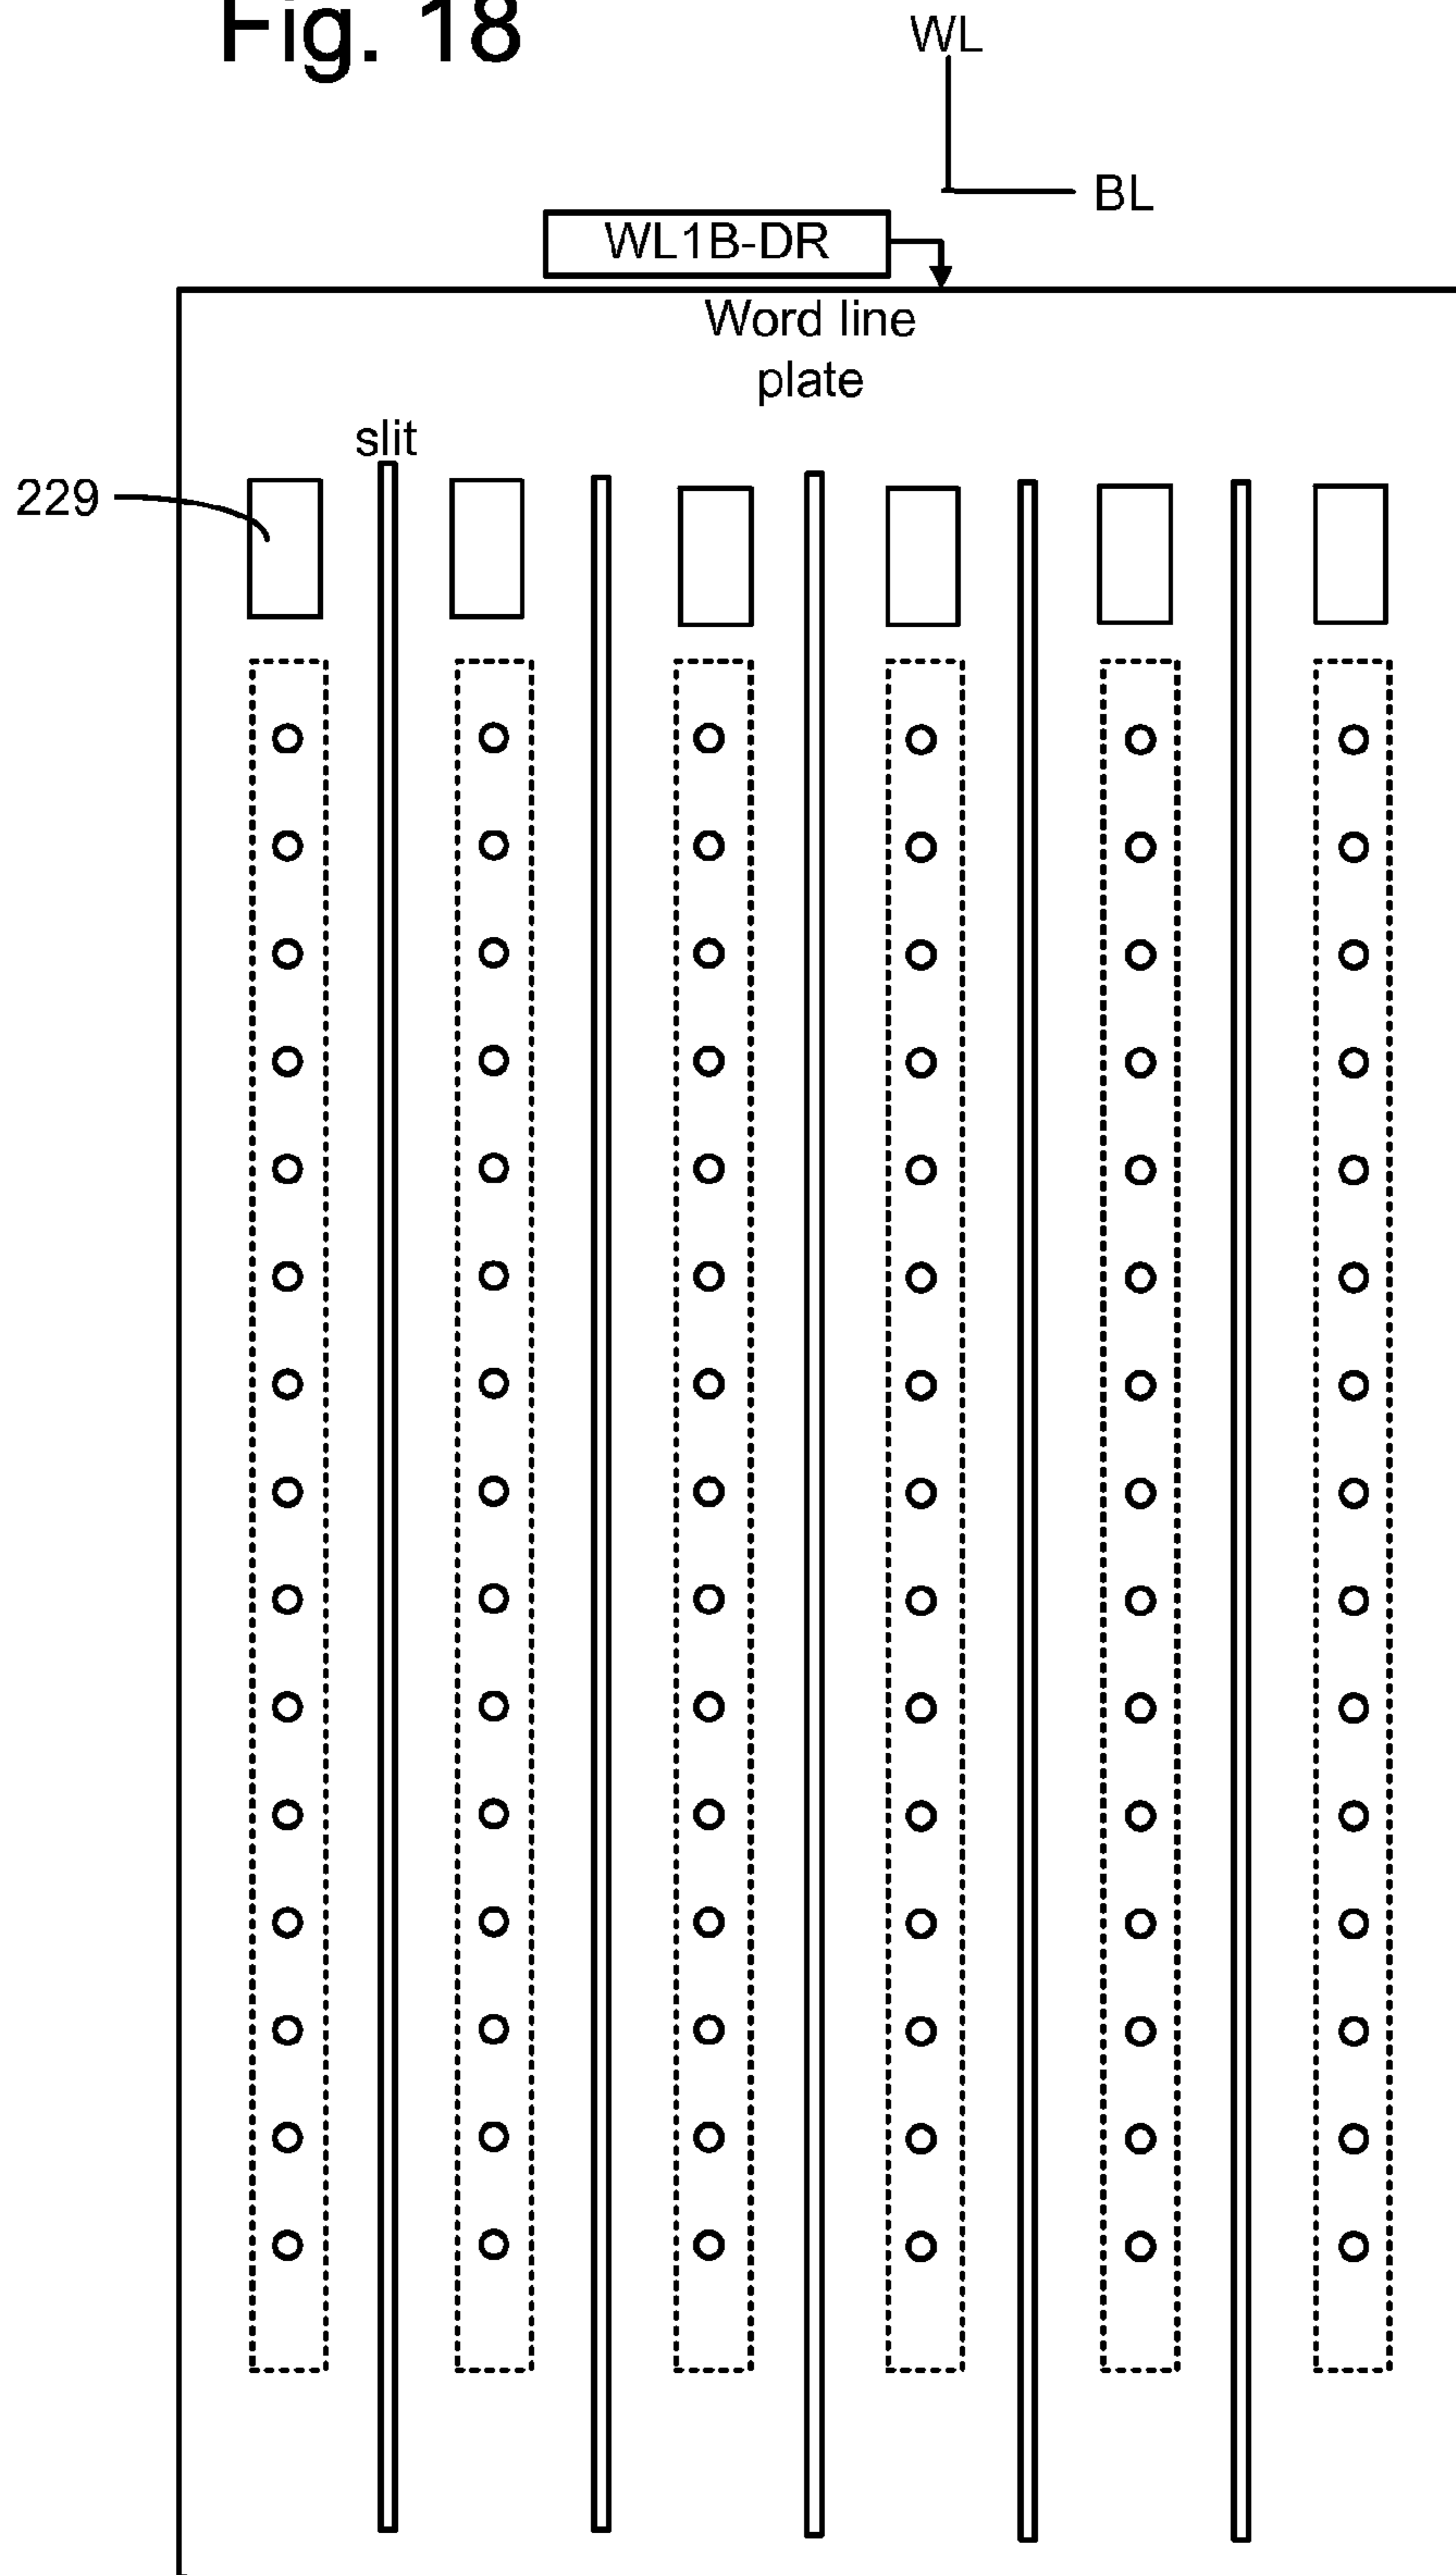 Fig. 18
WL
BL
WL1B-DR
Word line
plate
slit
229